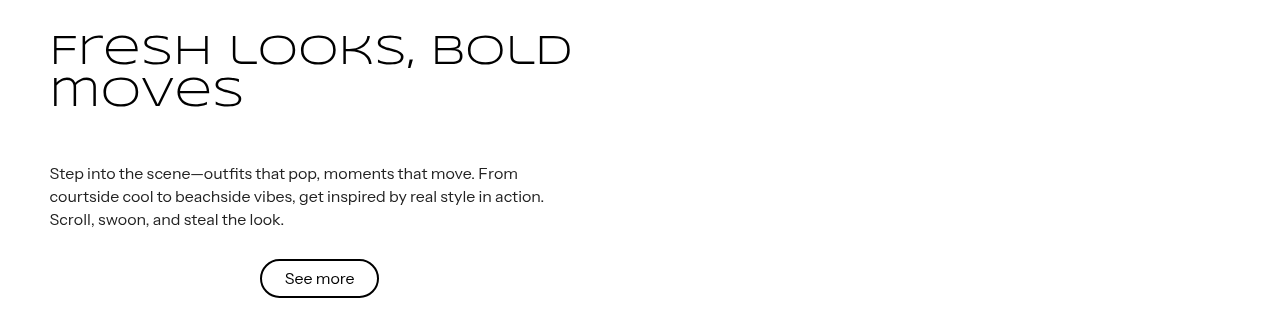 Fresh Looks, Bold
moves
Step into the scene—outfits that pop, moments that move. From
courtside cool to beachside vibes, get inspired by real style in action.
Scroll, swoon, and steal the look.
See more